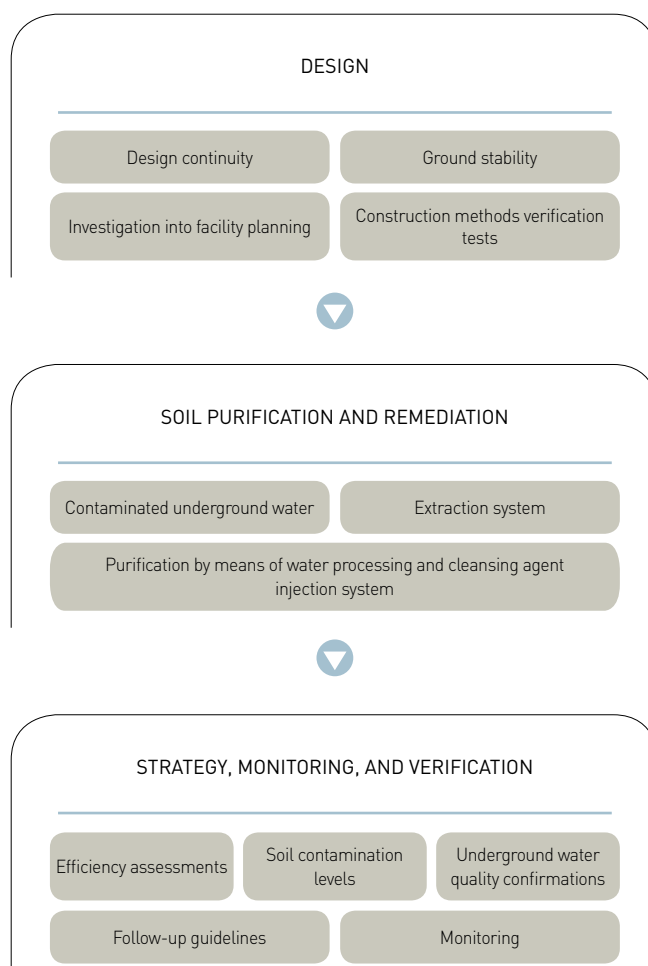 DESIGN
Design continuity
Ground stability
Investigation into facility planning
Construction methods verification
tests
SOIL PURIFICATION AND REMEDIATION
Contaminated underground water
Extraction system
Purification by means of water processing and cleansing agent
injection system
STRATEGY, MONITORING, AND VERIFICATION
Efficiency assessments
Soil contamination
levels
Underground water
quality confirmations
Follow-up guidelines
Monitoring